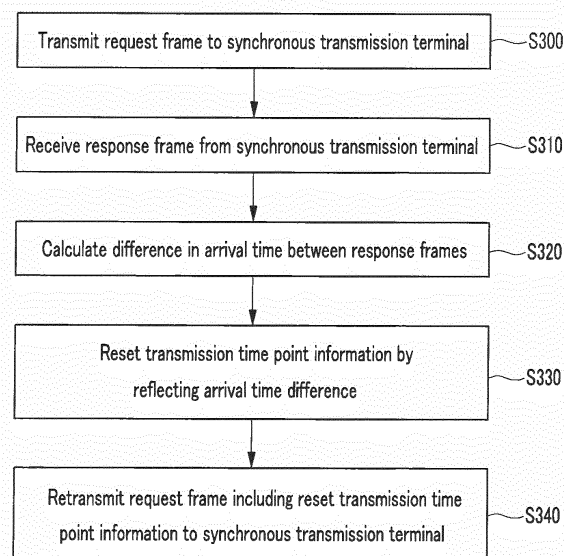 Transmit request frame to synchronous transmission terminal
S300
Receive response frame from synchronous transmission terminal
S310
Calculate difference in arrival time between response frames
S320
Reset transmission time point information by
reflecting arrival time difference
S330
Retransmit request frame including reset transmission time
point information to synchronous transmission terminal
S340